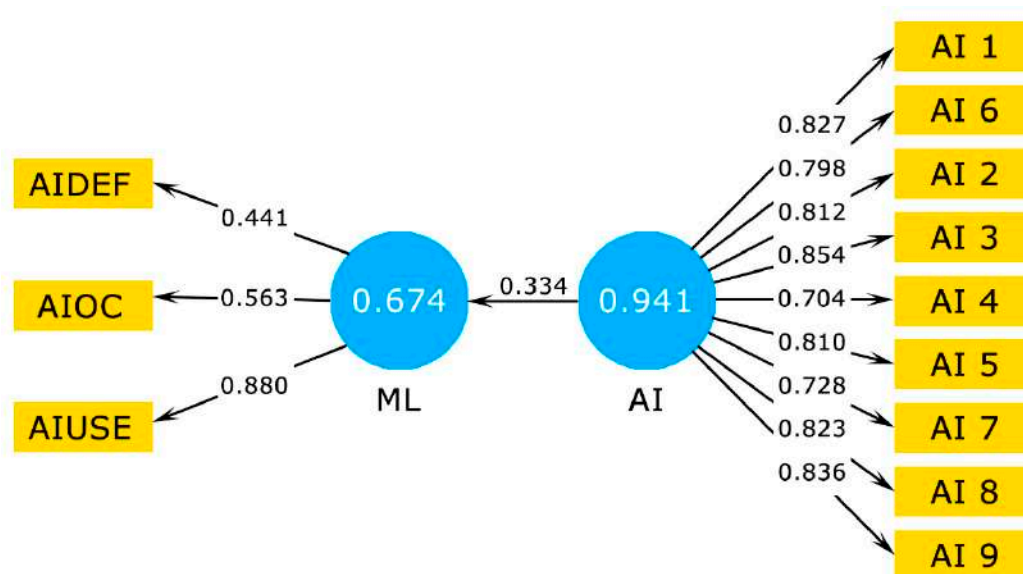 AI 1
0.827
AI 6
0.798
AI 2
0.812
AIDEF
0.441
AI 3
0.854
0.334
AIOC
0.563
0.674
0.941
0.704
AI 4
0.810
AI 5
0.880
ML
AI
0.728
AI 7
AIUSE
0.823
0.836
AI 8
AI 9